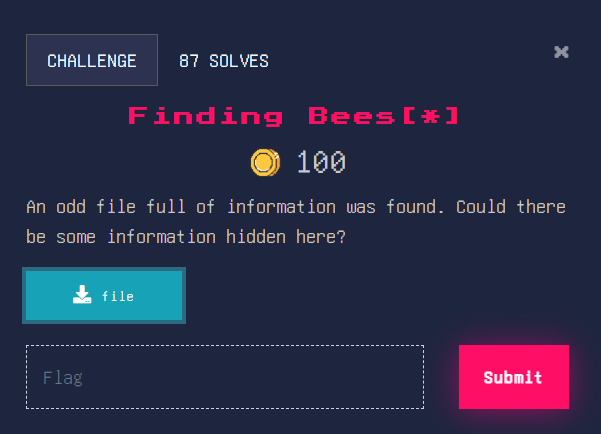 CHALLENGE 87 SOLVES ×
Finding Bees[*]
100
An odd file full of information was found. Could there
be some information hidden here?
file
Flag Submit